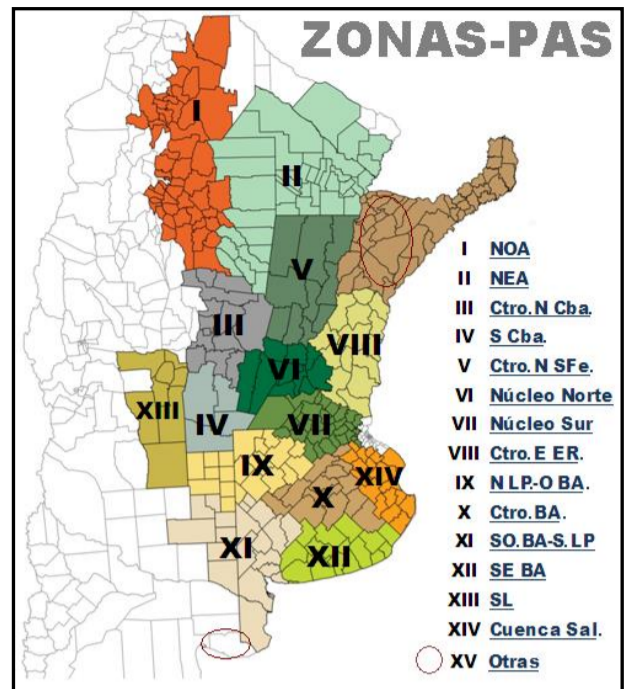 ZONAS-PAS
I
II
V
III
VIII
VI
XIII
IV
VII
IX
XIV
X
XI
XII
I NOA
II NEA
III Ctro.N Cba.
IV S Cba.
V Ctro.N SFe.
VI Núcleo Norte
VII Núcleo Sur
VIII Ctro.E ER.
IX N LP.-O BA.
X Ctro.BA.
XI SO.BA-S.LP
XII SE BA
XIII SL
XIV Cuenca Sal.
XV Otras